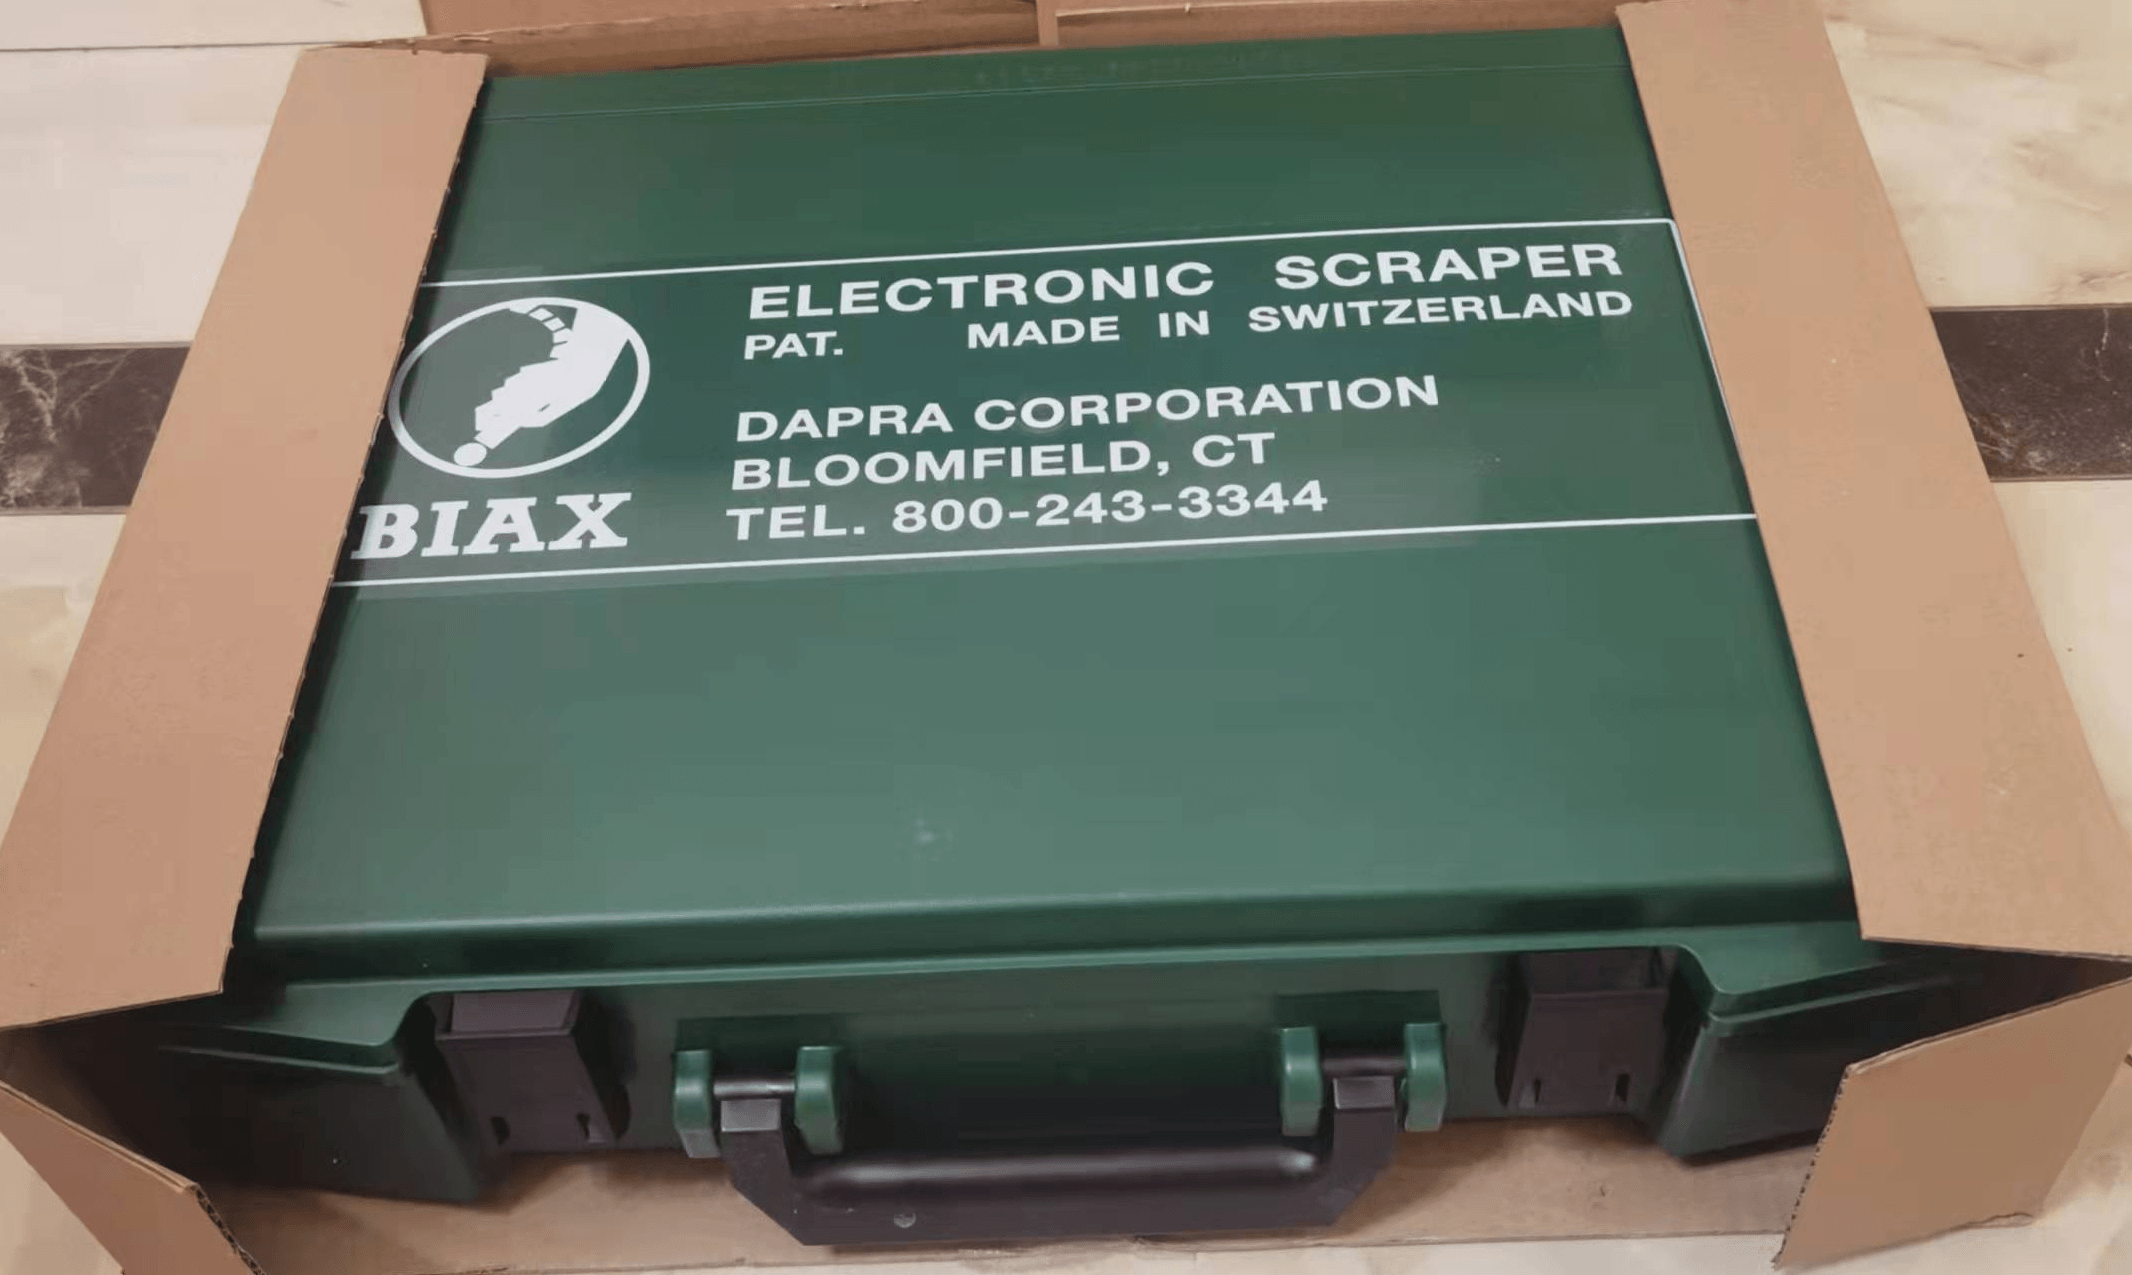 ELECTRONIC SCRAPER
PAT. MADE IN SWITZERLAND
DAPRA CORPORATION
BLOOMFIELD, CT
TEL. 800-243-3344
BIAX